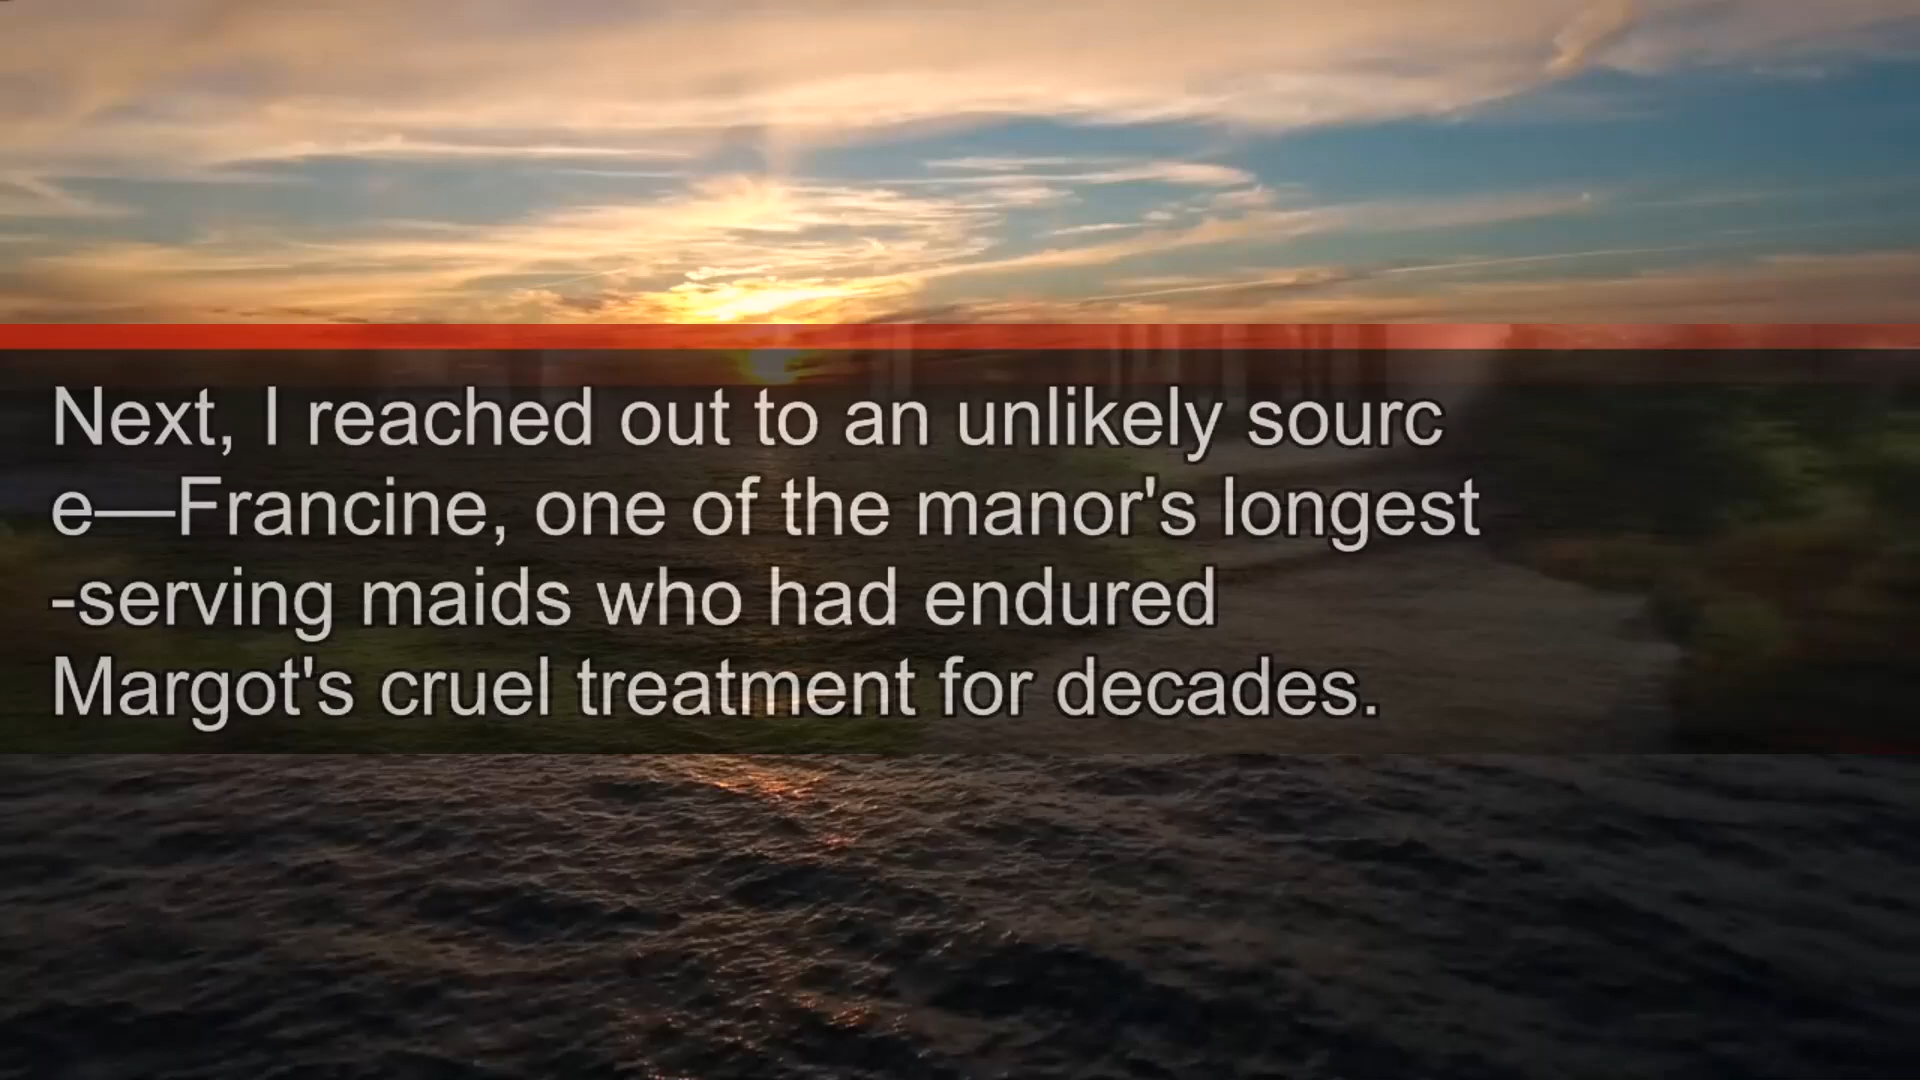 Next, I reached out to an unlikely sourc
e—Francine, one of the manor's longest
-serving maids who had endured
Margot's cruel treatment for decades.